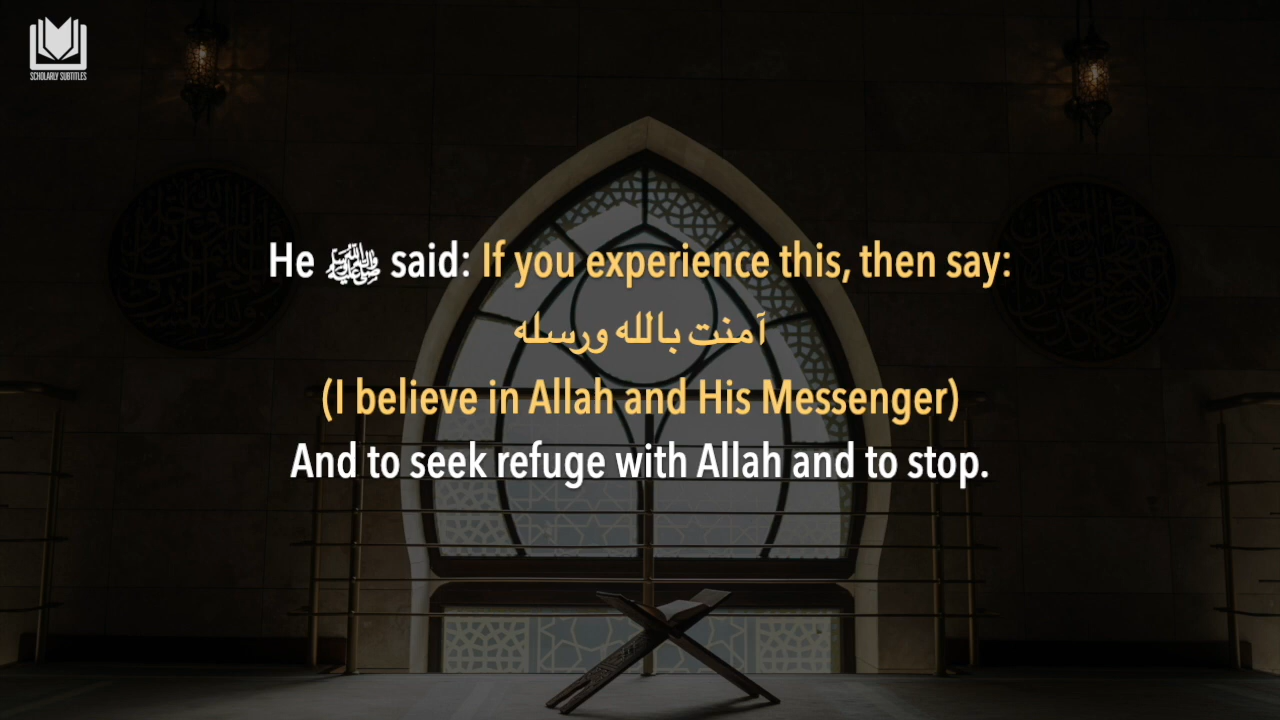 SCHOLARLY SUBTITLES
He ﷺ said: If you experience this, then say:
آمنت بالله ورسله
(I believe in Allah and His Messenger)
And to seek refuge with Allah and to stop.